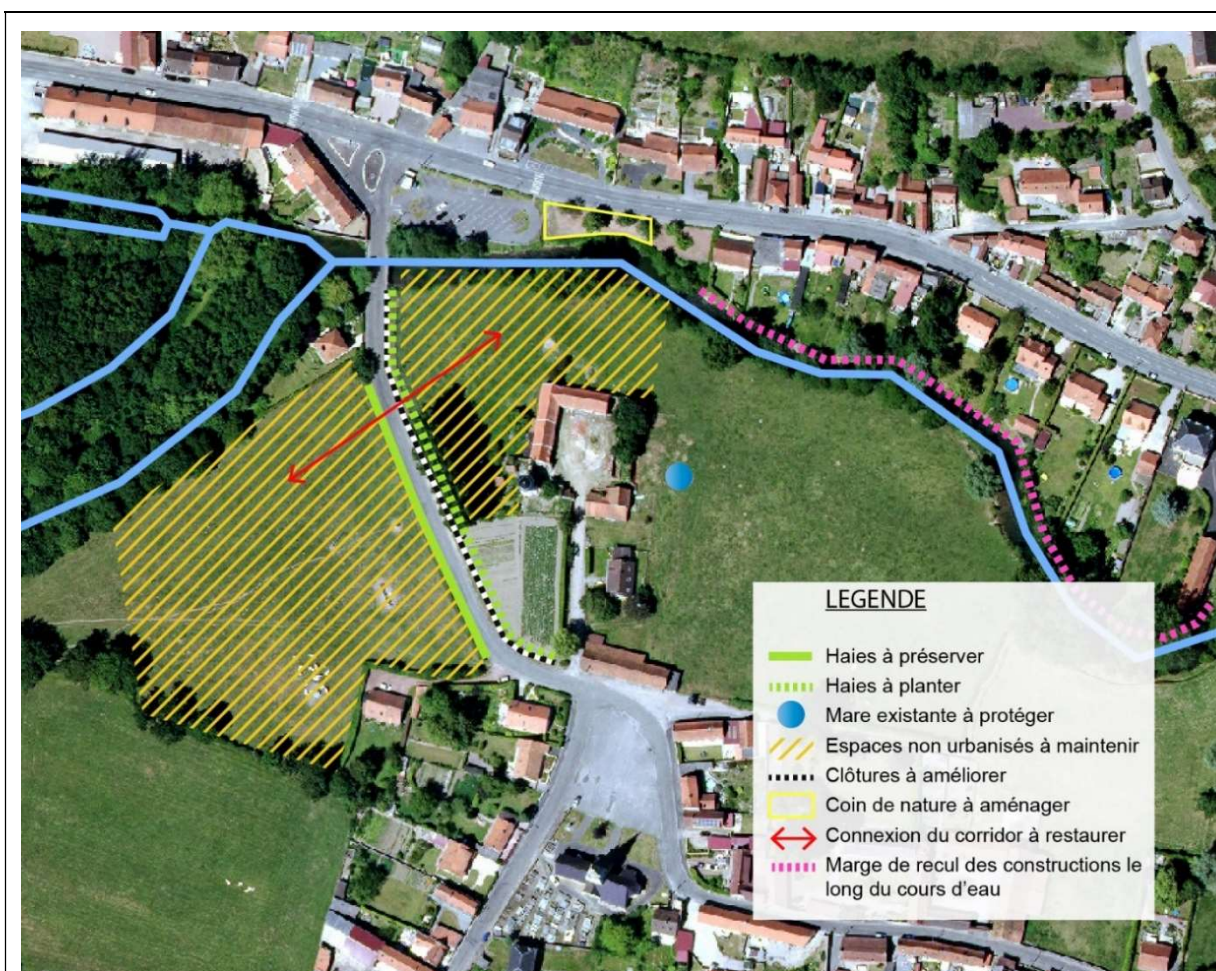 LEGENDE
Haies à préserver
Haies à planter
Mare existante à protéger
Espaces non urbanisés à maintenir
Clôtures à améliorer
Coin de nature à aménager
Connexion du corridor à restaurer
Marge de recul des constructions le
long du cours d'eau